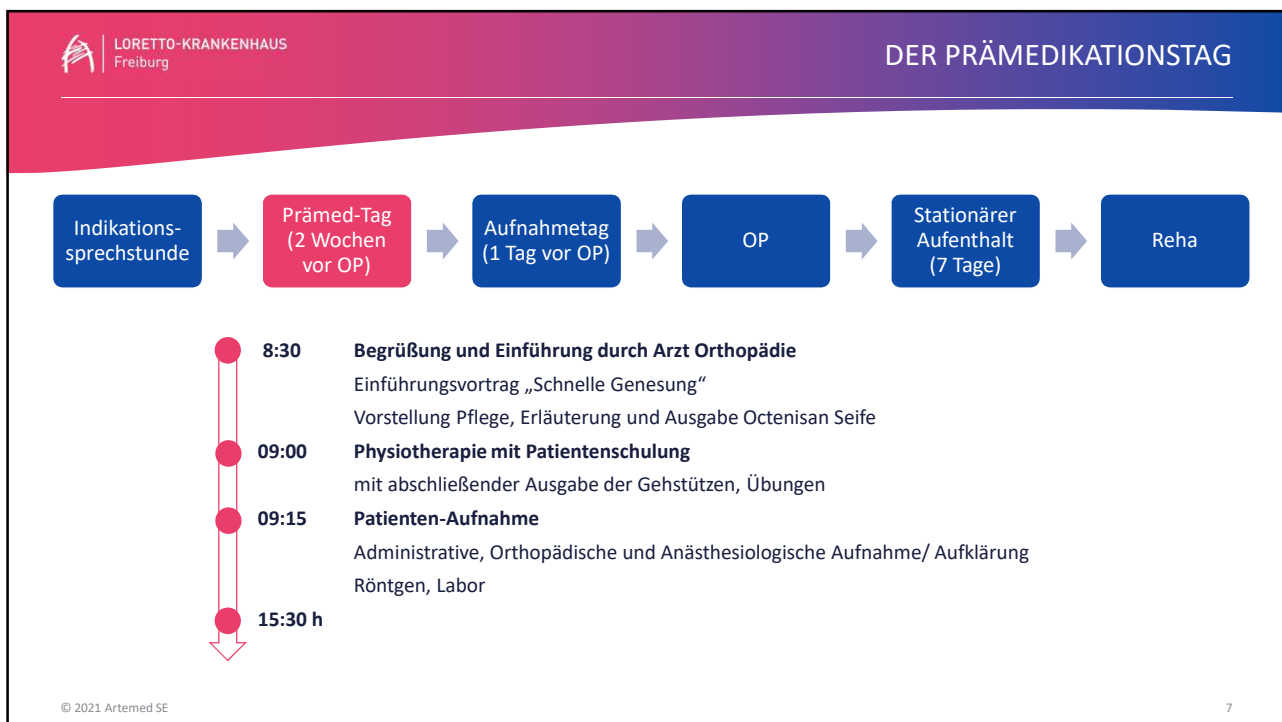 LORETTO-KRANKENHAUS
Freiburg
DER PRÄMEDIKATIONSTAG
Indikations-
sprechstunde
Prämed-Tag
(2 Wochen
vor OP)
Aufnahmetag
(1 Tag vor OP)
OP
Stationärer
Aufenthalt
(7 Tage)
Reha
8:30 Begrüßung und Einführung durch Arzt Orthopädie
Einführungsvortrag „Schnelle Genesung“
Vorstellung Pflege, Erläuterung und Ausgabe Octenisan Seife
09:00 Physiotherapie mit Patientenschulung
mit abschließender Ausgabe der Gehstützen, Übungen
09:15 Patienten-Aufnahme
Administrative, Orthopädische und Anästhesiologische Aufnahme/ Aufklärung
Röntgen, Labor
15:30 h
© 2021 Artemed SE
7